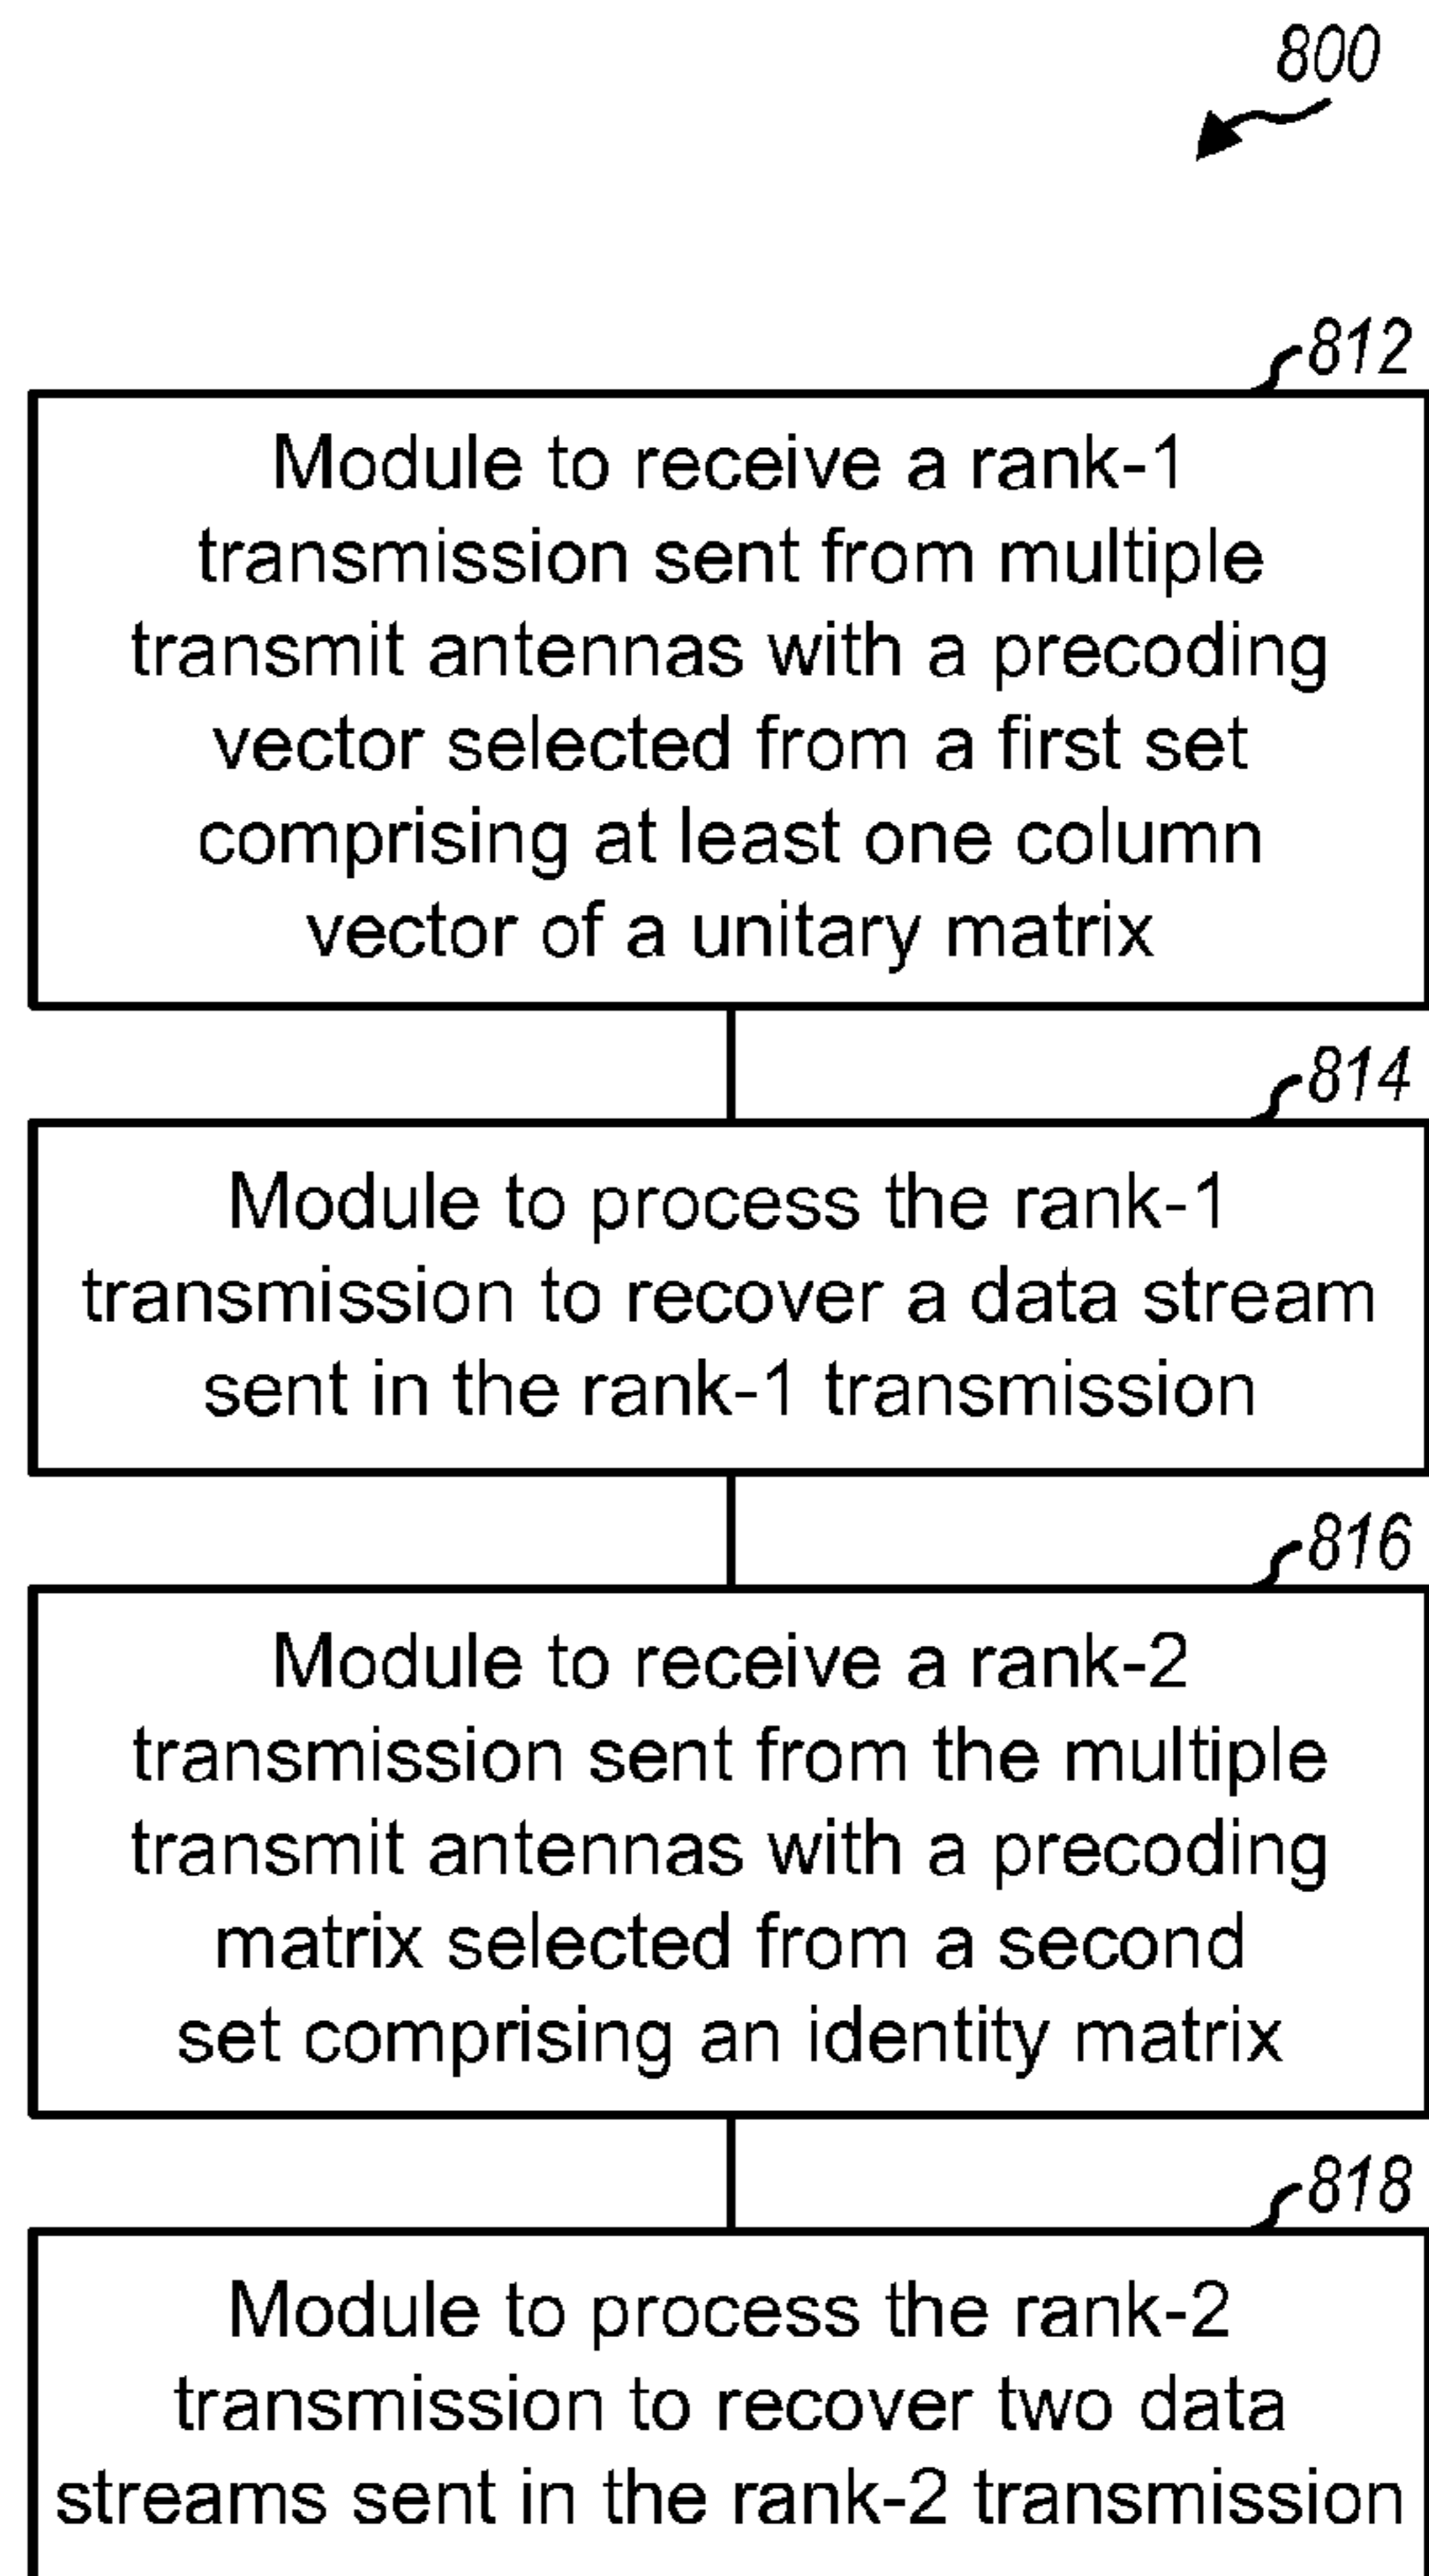 800
812
Module to receive a rank-1
transmission sent from multiple
transmit antennas with a precoding
vector selected from a first set
comprising at least one column
vector of a unitary matrix
814
Module to process the rank-1
transmission to recover a data stream
sent in the rank-1 transmission
816
Module to receive a rank-2
transmission sent from the multiple
transmit antennas with a precoding
matrix selected from a second
set comprising an identity matrix
818
Module to process the rank-2
transmission to recover two data
streams sent in the rank-2 transmission